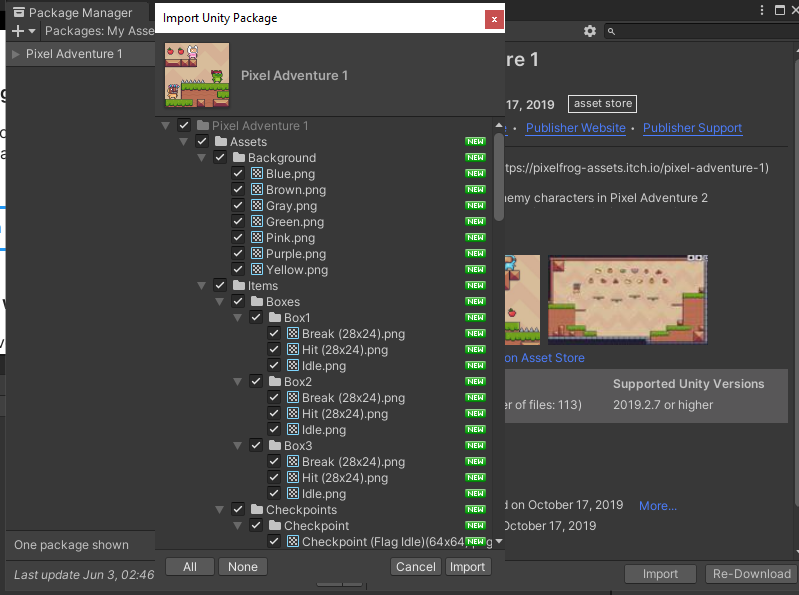 Package Manager
Packages: My Asse
Pixel Adventure 1
One package shown
Last update Jun 3, 02:46
Import Unity Package
x
Pixel Adventure 1
Pixel Adventure 1
Assets NEW
Background NEW
Blue.png NEW
Brown.png NEW
Gray.png NEW
Green.png NEW
Pink.png NEW
Purple.png NEW
Yellow.png NEW
Items NEW
Boxes NEW
Box1 NEW
Break (28x24).png NEW
Hit (28x24).png NEW
Idle.png NEW
Box2 NEW
Break (28x24).png NEW
Hit (28x24).png NEW
Idle.png NEW
Box3 NEW
Break (28x24).png NEW
Hit (28x24).png NEW
Idle.png NEW
Checkpoints NEW
Checkpoint NEW
Checkpoint (Flag Idle)(64x64).png NEW
All None Cancel Import
re 1
17, 2019 asset store
• Publisher Website • Publisher Support
tps://pixelfrog-assets.itch.io/pixel-adventure-1)
nemy characters in Pixel Adventure 2
on Asset Store
Supported Unity Versions
er of files: 113) 2019.2.7 or higher
d on October 17, 2019 More...
October 17, 2019
Import Re-Download